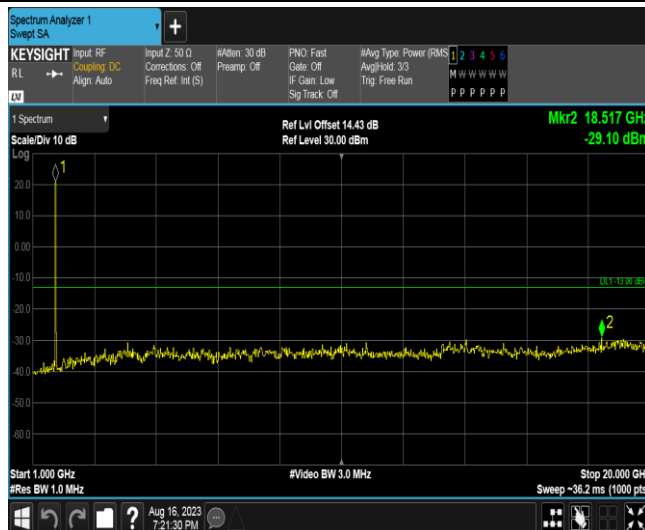 Spectrum Analyzer 1
Swept SA
+
KEYSIGHT
RL
LXI
Input: RF
Coupling: DC
Align: Auto
Input Z: 50 Ω
Corrections: Off
Freq Ref: Int (S)
#Atten: 30 dB
Preamp: Off
PNO: Fast
Gate: Off
IF Gain: Low
Sig Track: Off
#Avg Type: Power (RMS
Avg|Hold: 3/3
Trig: Free Run
1 2 3 4 5 6
M W W W W W
P P P P P P
1 Spectrum
Scale/Div 10 dB
Log
Ref Lvl Offset 14.43 dB
Ref Level 30.00 dBm
Mkr2 18.517 GH
-29.10 dBm
1
20.0
10.0
0.00
-10.0
DL1 -13.00 dBm
-20.0
2
-30.0
-40.0
-50.0
-60.0
Start 1.000 GHz
#Res BW 1.0 MHz
#Video BW 3.0 MHz
Stop 20.000 GH
Sweep ~36.2 ms (1000 pts
?
Aug 16, 2023
7:21:30 PM